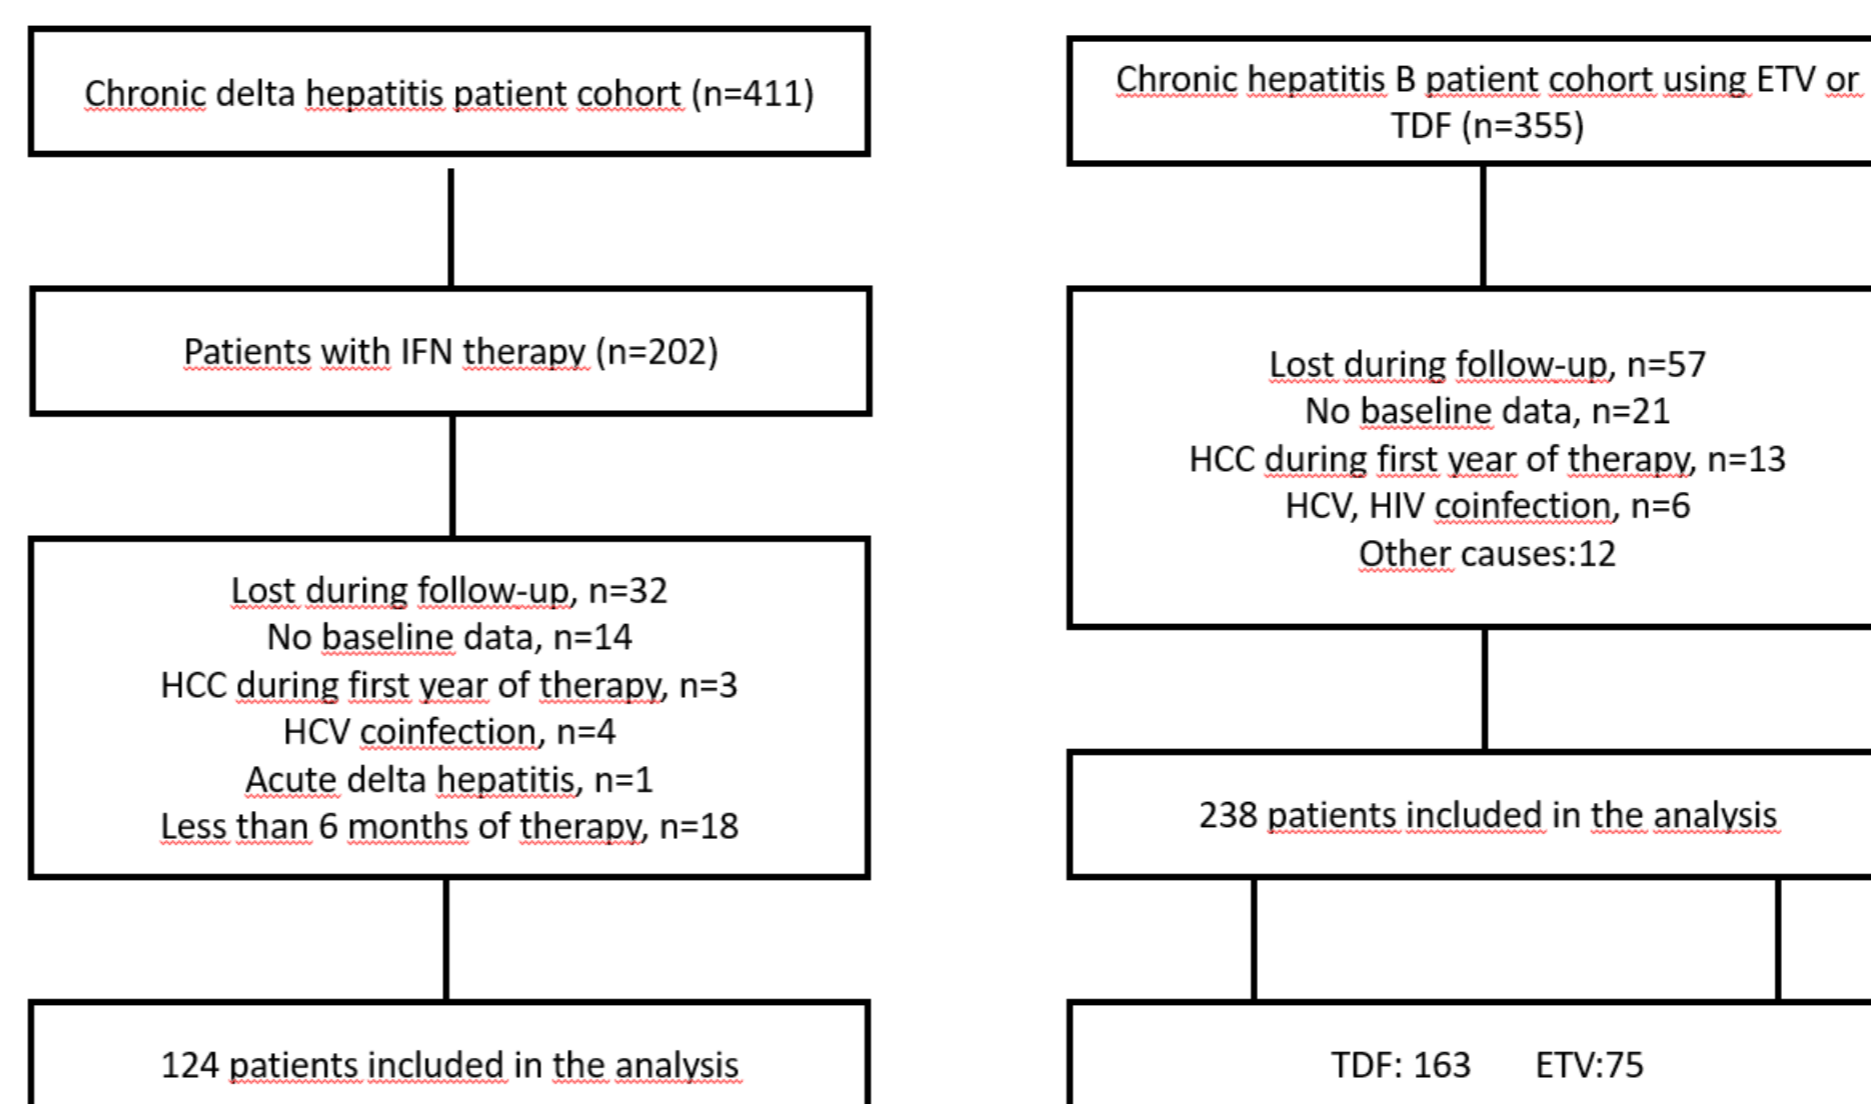 Chronic delta hepatitis patient cohort (n=411)
Patients with IFN therapy (n=202)
Lost during follow-up, n=32
No baseline data, n=14
HCC during first year of therapy, n=3
HCV coinfection, n=4
Acute delta hepatitis, n=1
Less than 6 months of therapy, n=18
124 patients included in the analysis
Chronic hepatitis B patient cohort using ETV or
TDF (n=355)
Lost during follow-up, n=57
No baseline data, n=21
HCC during first year of therapy, n=13
HCV, HIV coinfection, n=6
Other causes:12
238 patients included in the analysis
TDF: 163 ETV:75